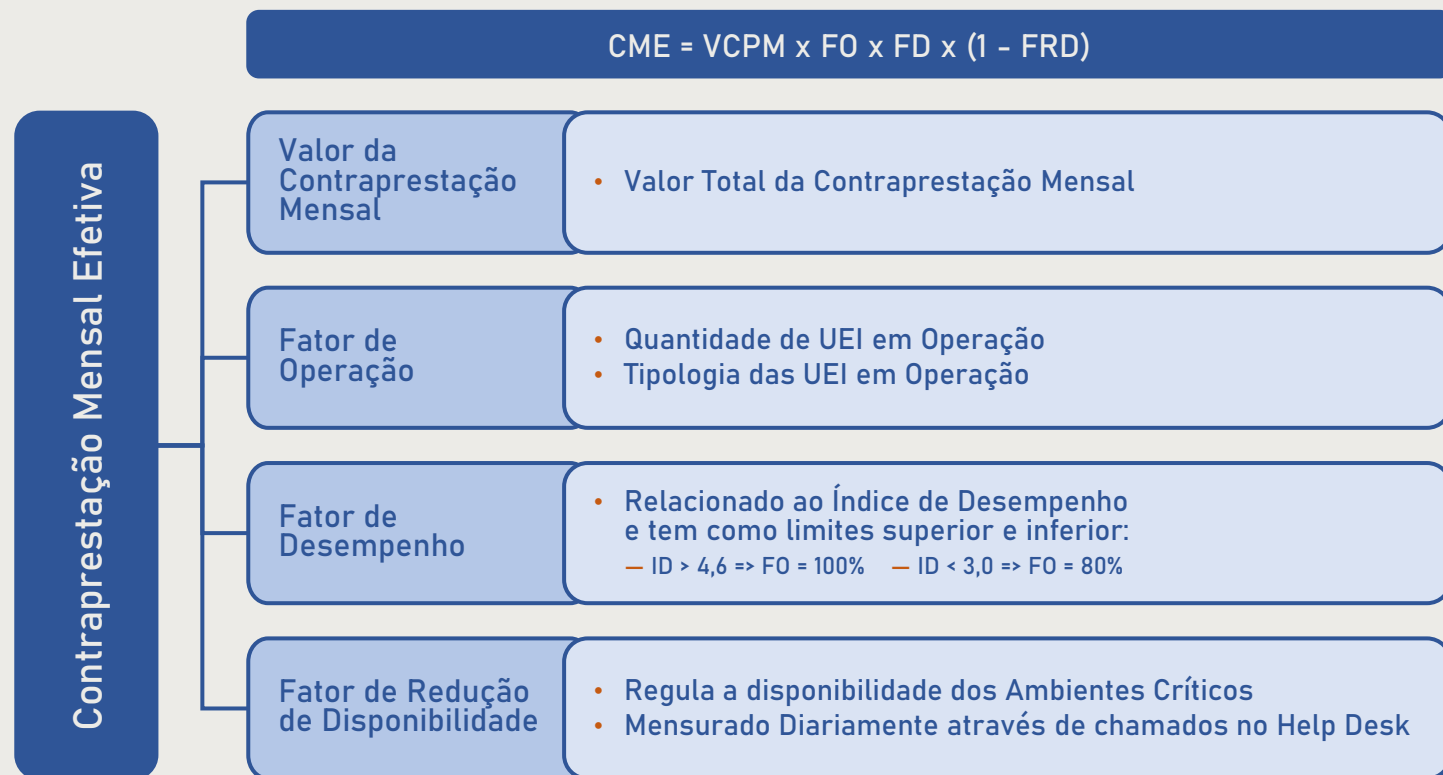 CME = VCPM x FO x FD x (1 - FRD)
Contraprestação Mensal Efetiva
Valor da
Contraprestação
Mensal
• Valor Total da Contraprestação Mensal
Fator de
Operação
• Quantidade de UEI em Operação
• Tipologia das UEI em Operação
Fator de
Desempenho
• Relacionado ao Índice de Desempenho
e tem como limites superior e inferior:
— ID > 4,6 => FO = 100% — ID < 3,0 => FO = 80%
Fator de Redução
de Disponibilidade
• Regula a disponibilidade dos Ambientes Críticos
• Mensurado Diariamente através de chamados no Help Desk